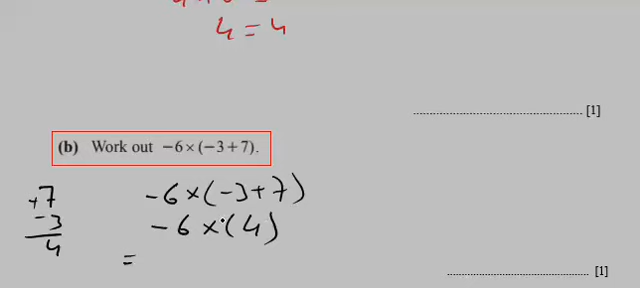 4 = 4
[1]
(b) Work out −6 × (−3 + 7).
-6 × (-3 + 7)
-6 × (4)
=
+7
-3
4
[1]